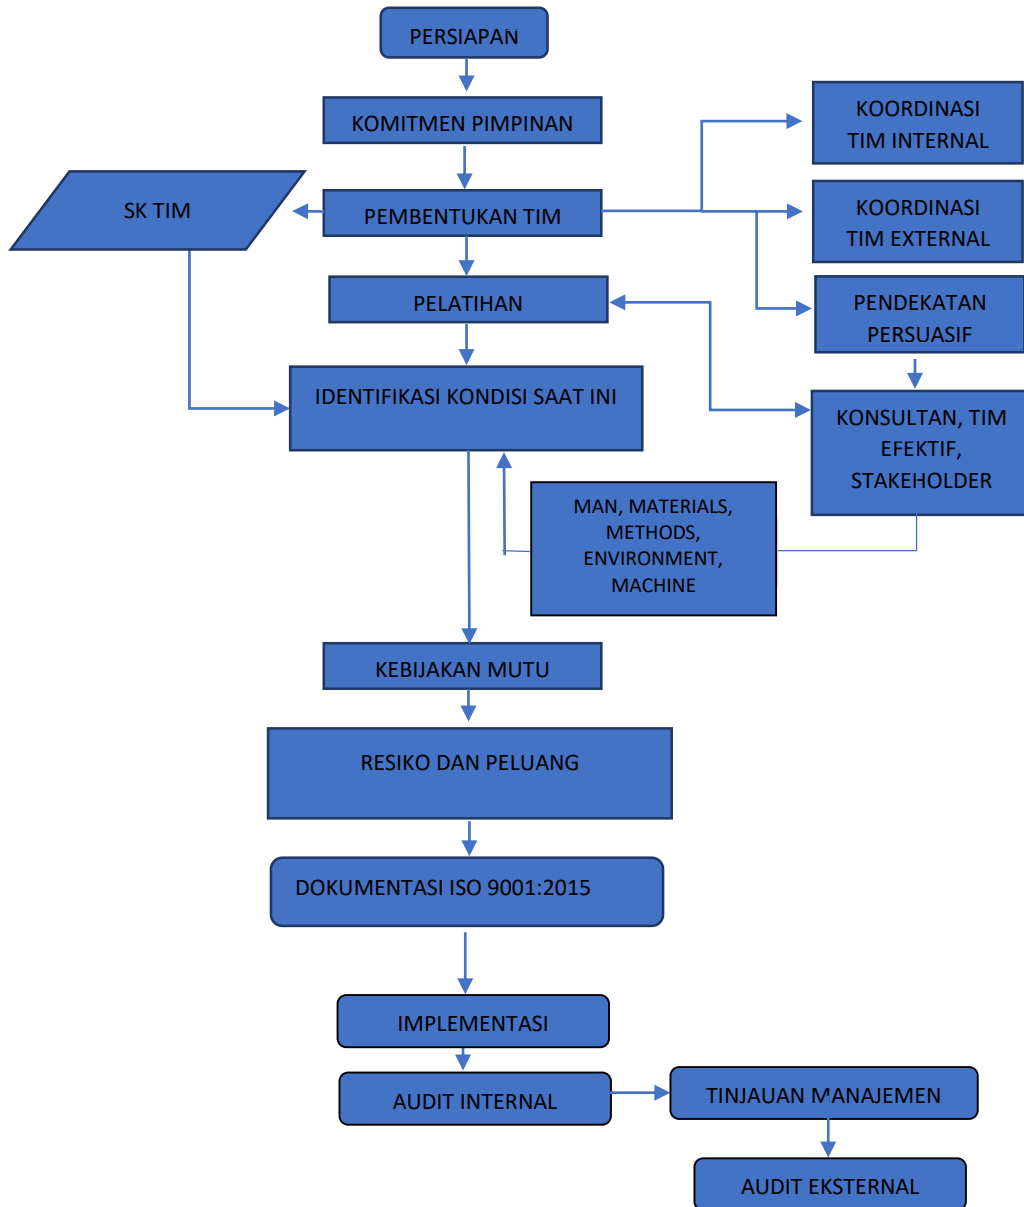 PERSIAPAN
KOMITMEN PIMPINAN
KOORDINASI
TIM INTERNAL
SK TIM
PEMBENTUKAN TIM
KOORDINASI
TIM EXTERNAL
PELATIHAN
PENDEKATAN
PERSUASIF
IDENTIFIKASI KONDISI SAAT INI
KONSULTAN, TIM
EFEKTIF,
STAKEHOLDER
MAN, MATERIALS,
METHODS,
ENVIRONMENT,
MACHINE
KEBIJAKAN MUTU
RESIKO DAN PELUANG
DOKUMENTASI ISO 9001:2015
IMPLEMENTASI
AUDIT INTERNAL
TINJAUAN MANAJEMEN
AUDIT EKSTERNAL